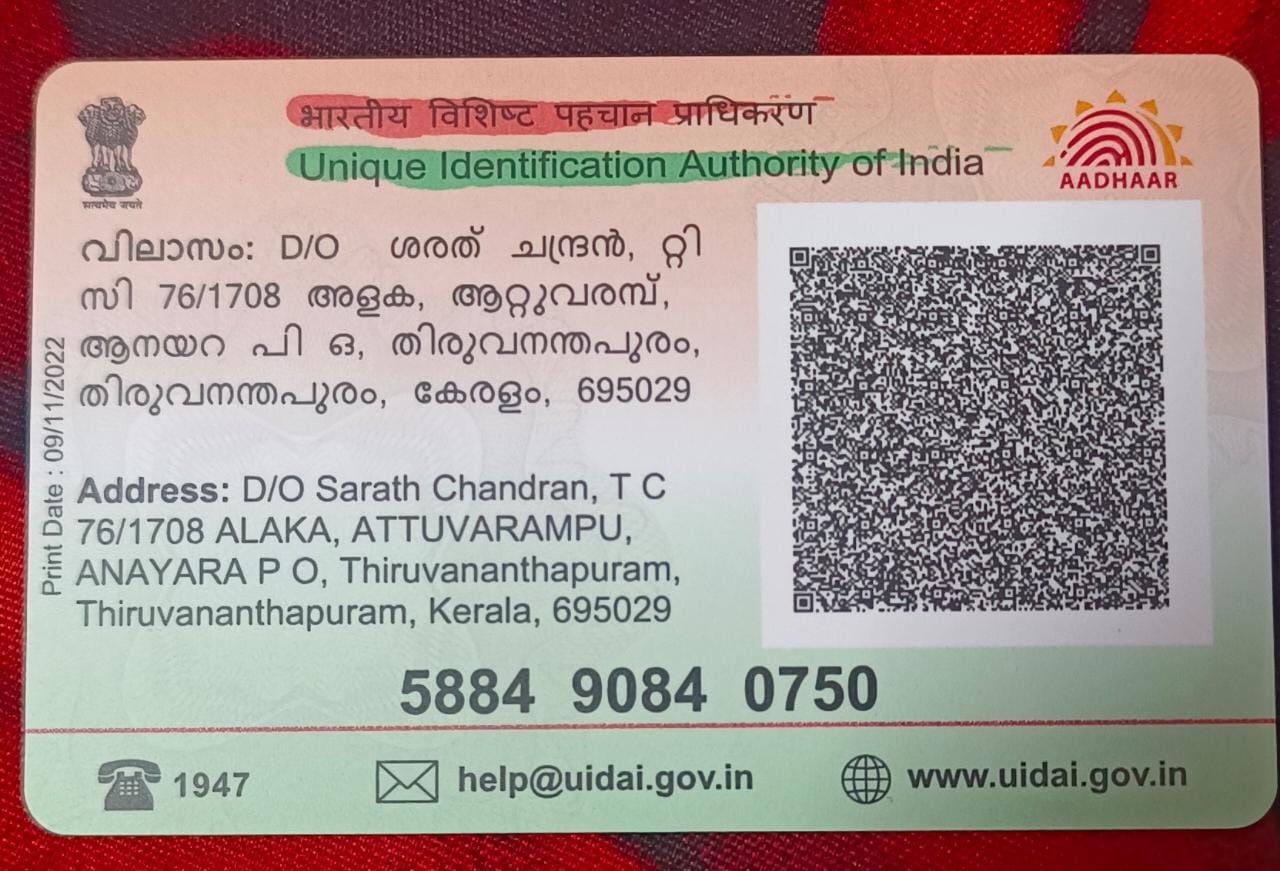 भारतीय विशिष्ट पहचान प्राधिकरण
Unique Identification Authority of India
सत्यमेव जयते
AADHAAR
വിലാസം: D/O ശരത് ചന്ദ്രൻ, റ്റി
സി 76/1708 അളക, ആറ്റുവരമ്പ്,
ആനയറ പി ഒ, തിരുവനന്തപുരം,
തിരുവനന്തപുരം, കേരളം, 695029
Print Date : 09/11/2022
Address: D/O Sarath Chandran, T C
76/1708 ALAKA, ATTUVARAMPU,
ANAYARA P O, Thiruvananthapuram,
Thiruvananthapuram, Kerala, 695029
5884 9084 0750
1947 help@uidai.gov.in www.uidai.gov.in